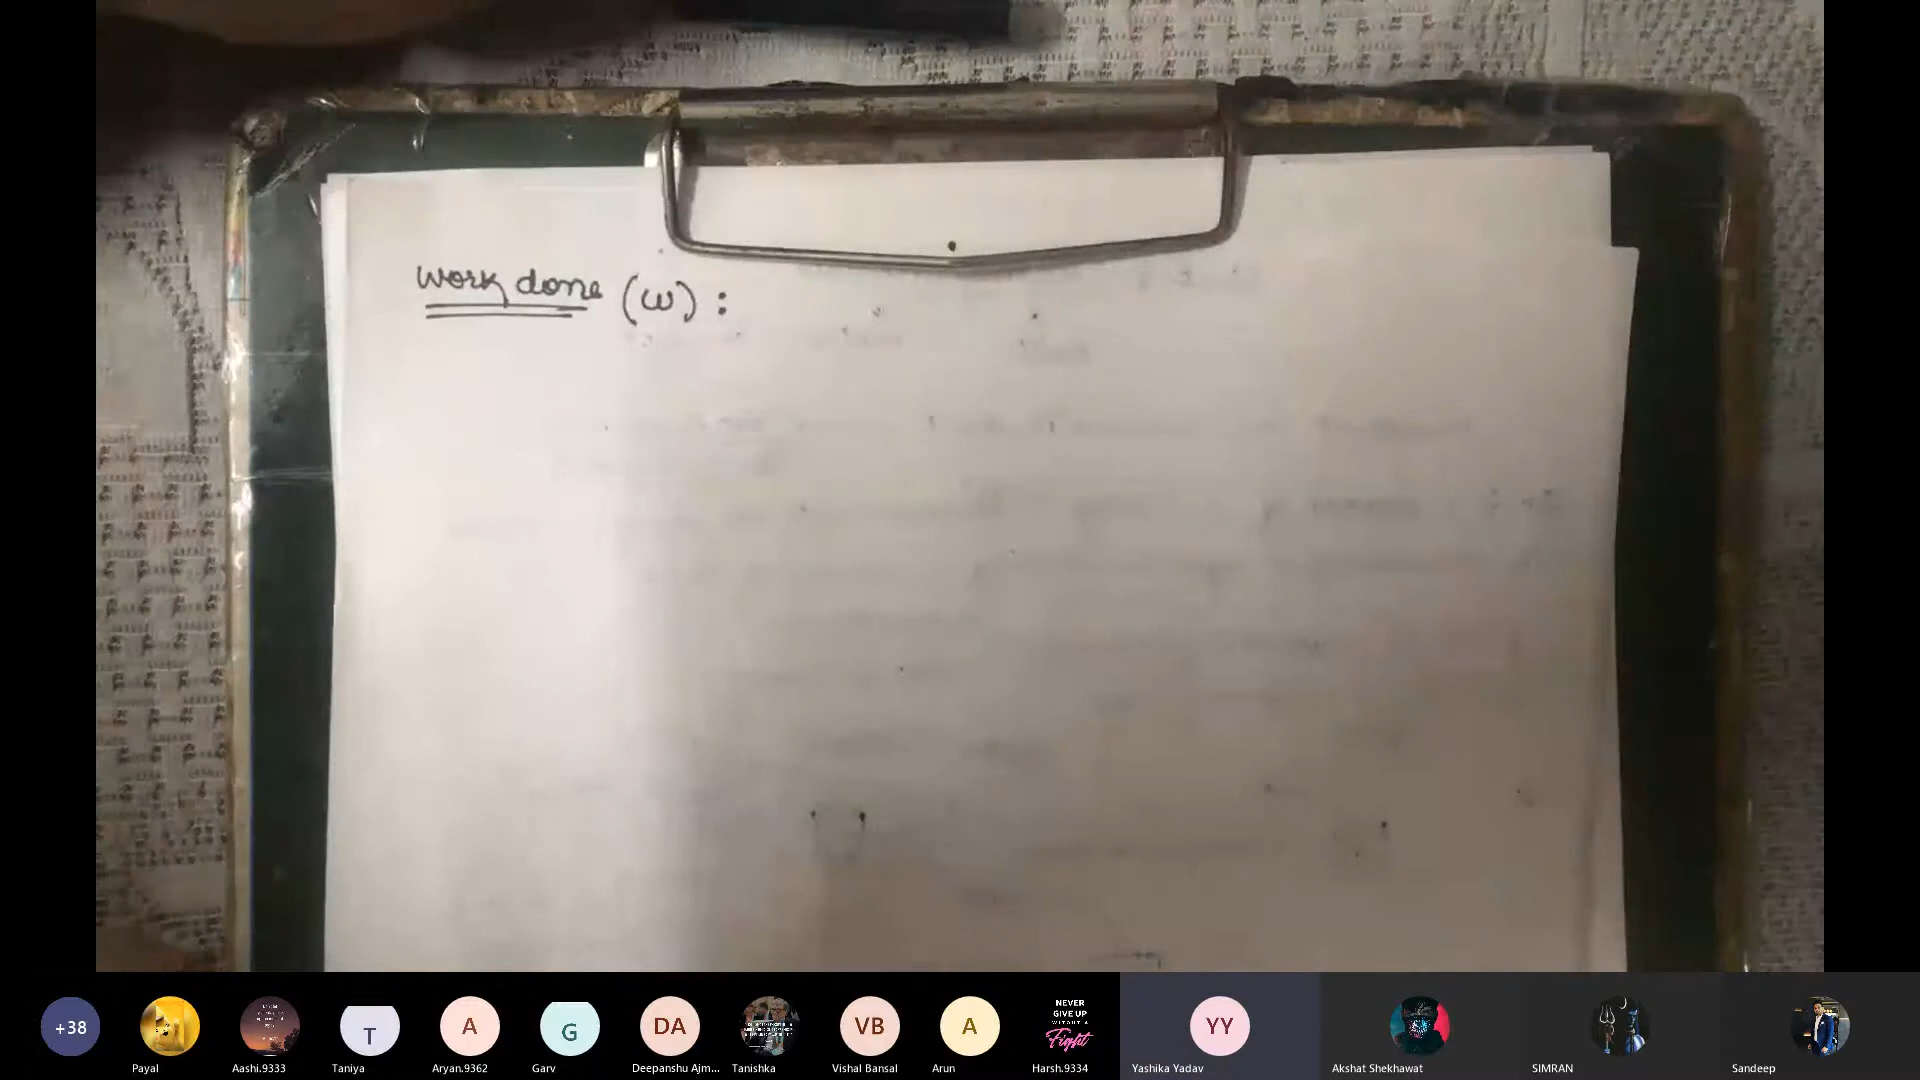 Work done (W) :
+38
T
A
G
DA
VB
A
NEVER
GIVE UP
WITHOUT A
Fight
YY
Payal
Aashi.9333
Taniya
Aryan.9362
Garv
Deepanshu Ajm...
Tanishka
Vishal Bansal
Arun
Harsh.9334
Yashika Yadav
Akshat Shekhawat
SIMRAN
Sandeep